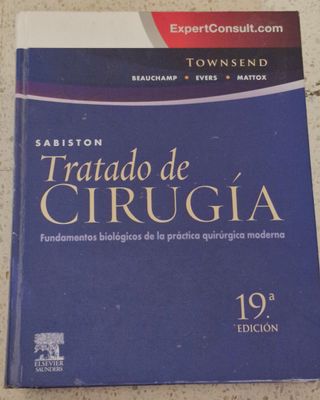 ExpertConsult.com
TOWNSEND
BEAUCHAMP • EVERS • MATTOX
SABISTON
Tratado de
CIRUGÍA
Fundamentos biológicos de la práctica quirúrgica moderna
19.ª
EDICIÓN
ELSEVIER
SAUNDERS